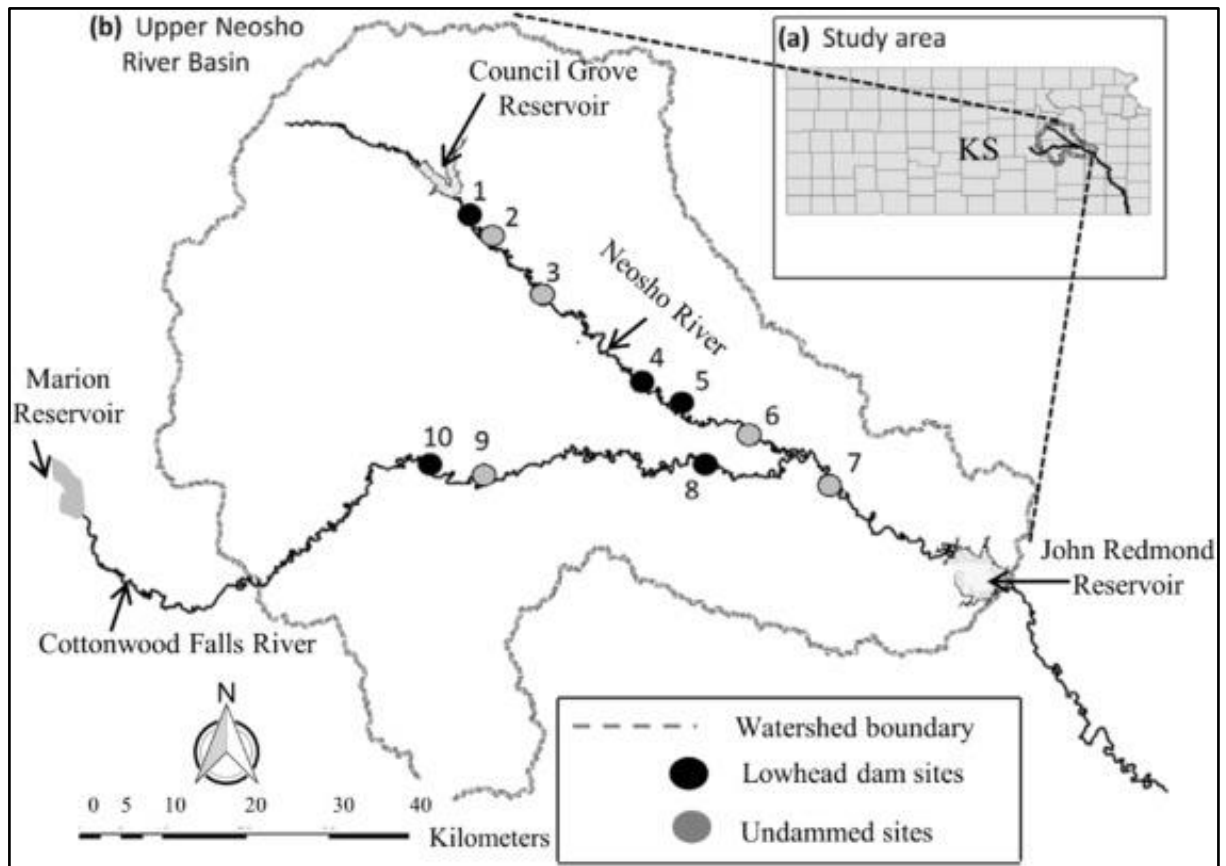 (b) Upper Neosho
River Basin
(a) Study area
KS
Council Grove
Reservoir
1
2
3
Neosho River
4
5
6
7
Marion
Reservoir
10
9
8
John Redmond
Reservoir
Cottonwood Falls River
N
0 5 10 20 30 40
Kilometers
Watershed boundary
Lowhead dam sites
Undammed sites